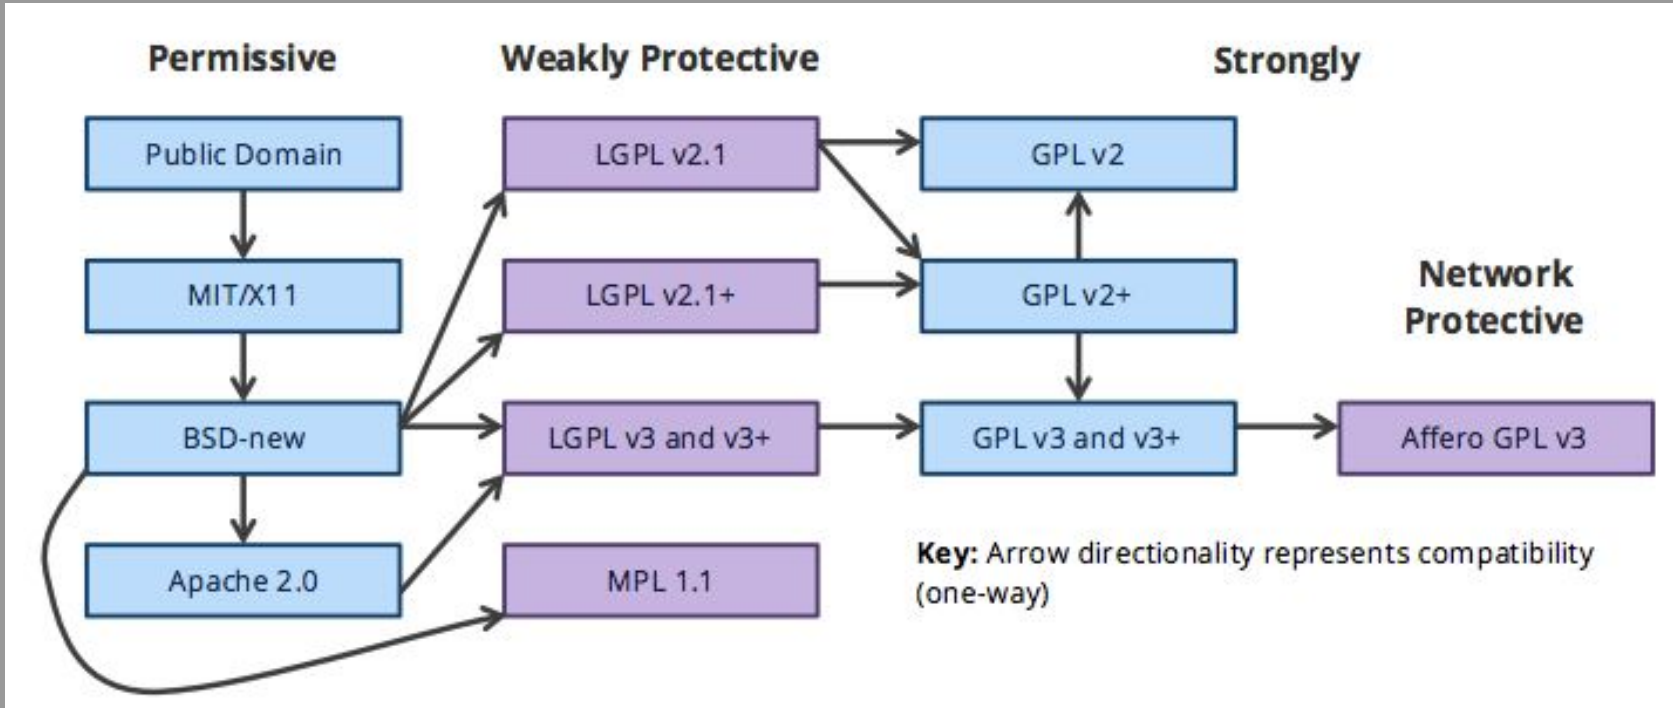 Permissive
Weakly Protective
Strongly
Public Domain
LGPL v2.1
GPL v2
MIT/X11
LGPL v2.1+
GPL v2+
Network
Protective
BSD-new
LGPL v3 and v3+
GPL v3 and v3+
Affero GPL v3
Apache 2.0
MPL 1.1
Key: Arrow directionality represents compatibility
(one-way)